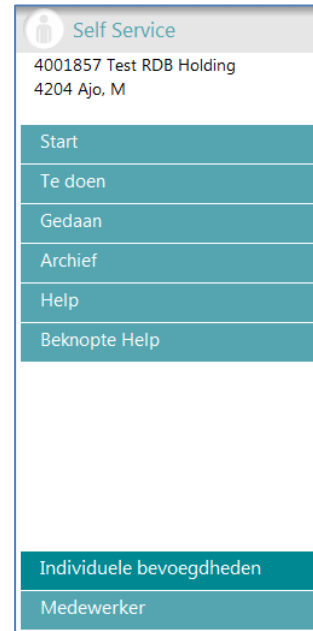 Self Service
4001857 Test RDB Holding
4204 Ajo, M
Start
Te doen
Gedaan
Archief
Help
Beknopte Help
Individuele bevoegdheden
Medewerker